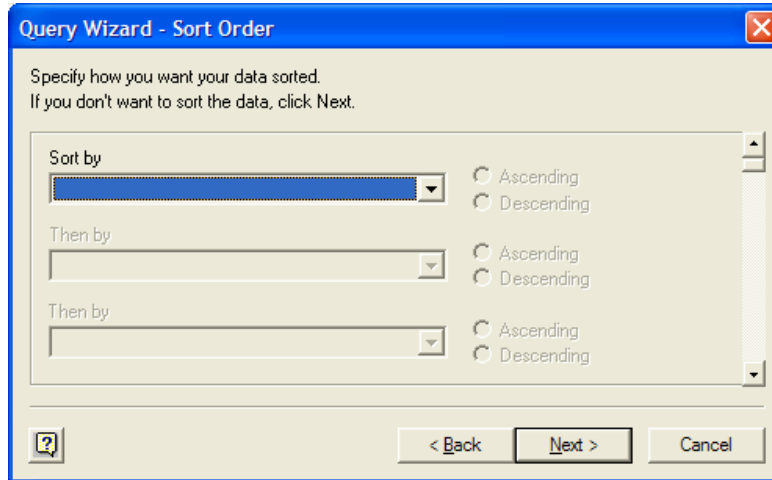 Query Wizard - Sort Order
Specify how you want your data sorted.
If you don't want to sort the data, click Next.
Sort by
Ascending
Descending
Then by
Ascending
Descending
Then by
Ascending
Descending
< Back Next > Cancel